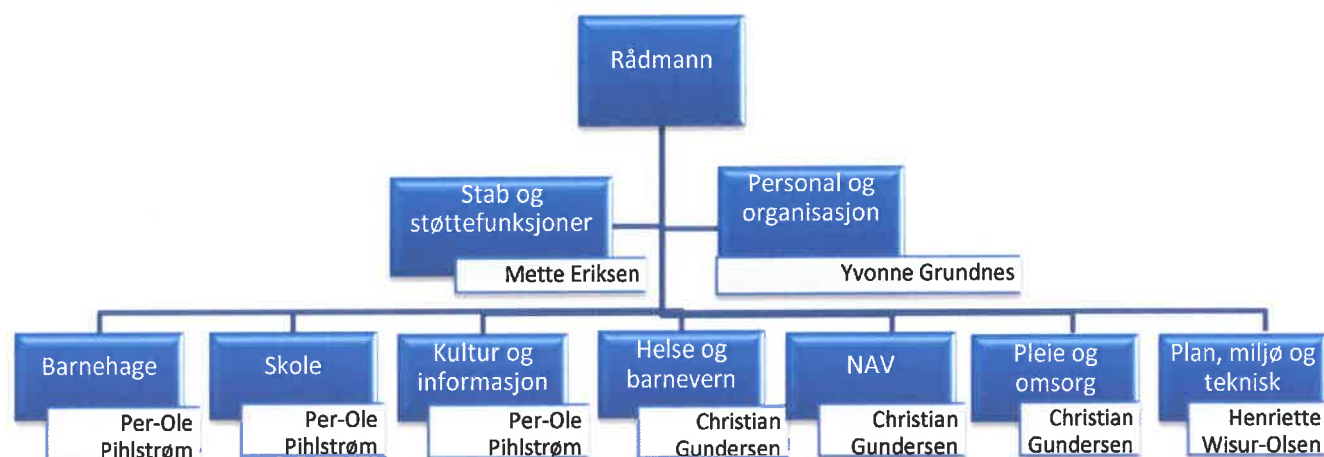 Rådmann
Stab og
støttefunksjoner
Mette Eriksen
Personal og
organisasjon
Yvonne Grundnes
Barnehage
Per-Ole
Pihlstrøm
Skole
Per-Ole
Pihlstrøm
Kultur og
informasjon
Per-Ole
Pihlstrøm
Helse og
barnevern
Christian
Gundersen
NAV
Christian
Gundersen
Pleie og
omsorg
Christian
Gundersen
Plan, miljø og
teknisk
Henriette
Wisur-Olsen